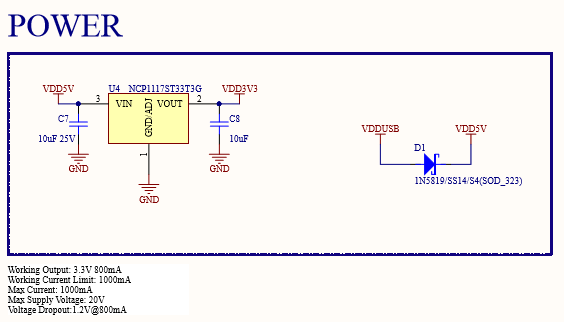 POWER
VDD5V
U4 NCP1117ST33T3G
VDD3V3
3
VIN
VOUT
2
GND/ADJ
C7
10uF 25V
C8
10uF
1
GND
GND
GND
VDDUSB
VDD5V
D1
1N5819/SS14/S4(SOD_323)
Working Output: 3.3V 800mA
Working Current Limit: 1000mA
Max Current: 1000mA
Max Supply Voltage: 20V
Voltage Dropout:1.2V@800mA